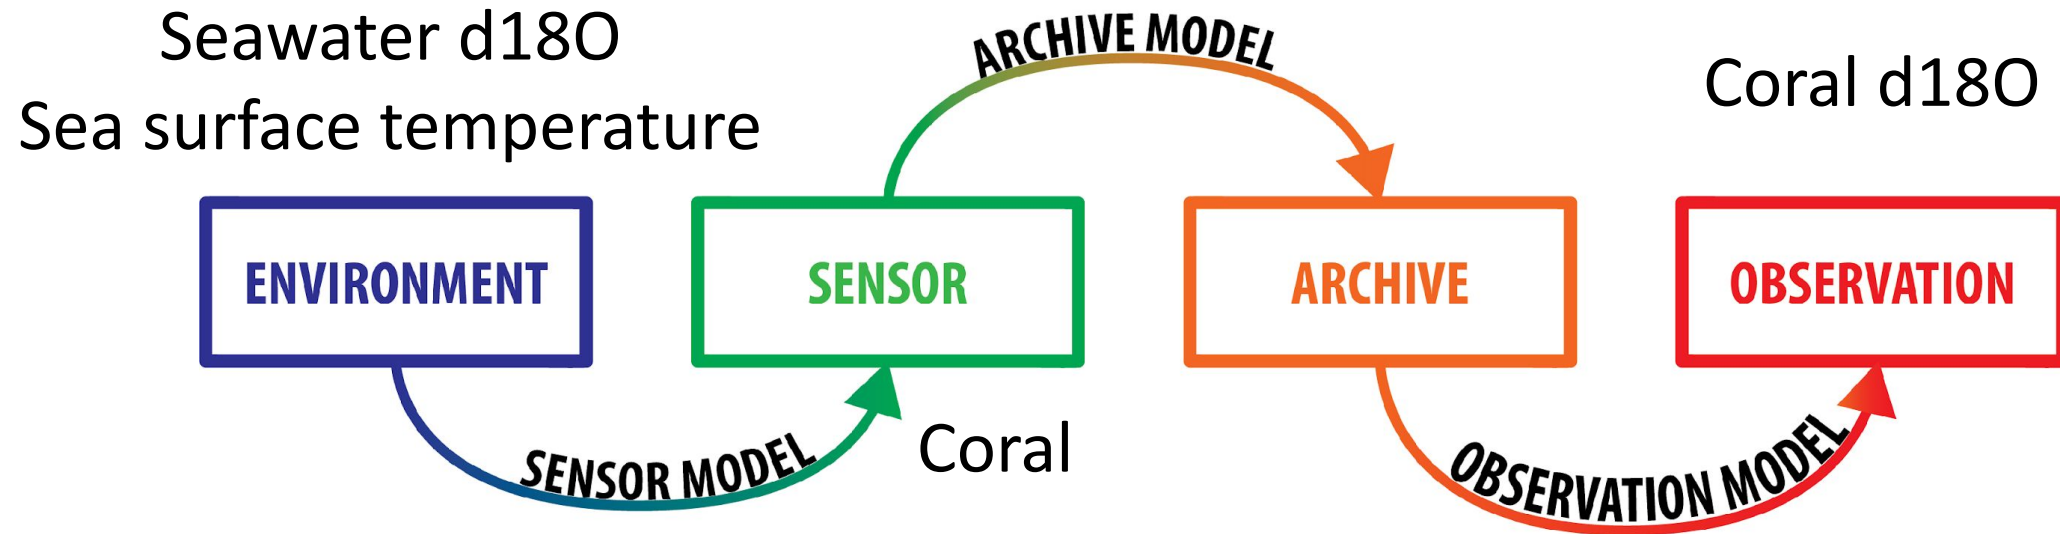 Seawater d18O
Sea surface temperature
ARCHIVE MODEL
Coral d18O
ENVIRONMENT
SENSOR
ARCHIVE
OBSERVATION
SENSOR MODEL
Coral
OBSERVATION MODEL